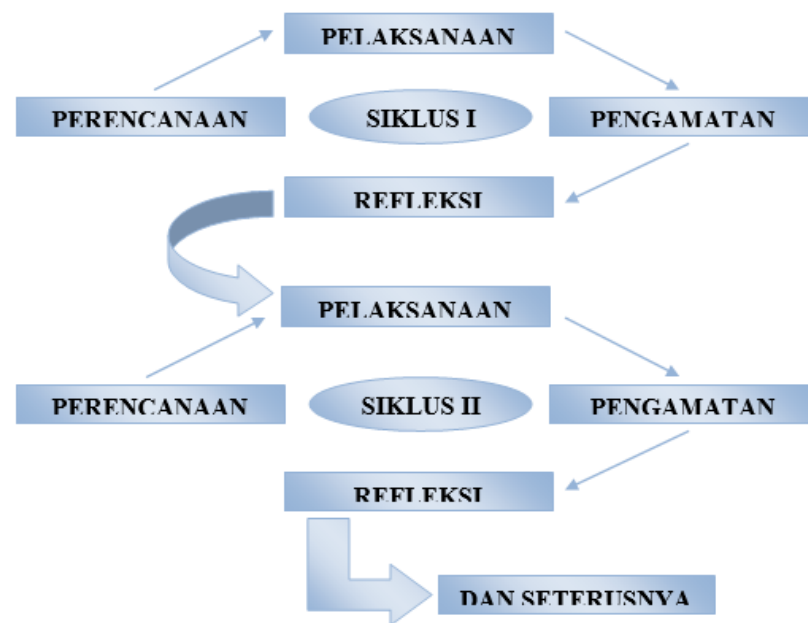 PELAKSANAAN
PERENCANAAN
SIKLUS I
PENGAMATAN
REFLEKSI
PELAKSANAAN
PERENCANAAN
SIKLUS II
PENGAMATAN
REFLEKSI
DAN SETERUSNYA